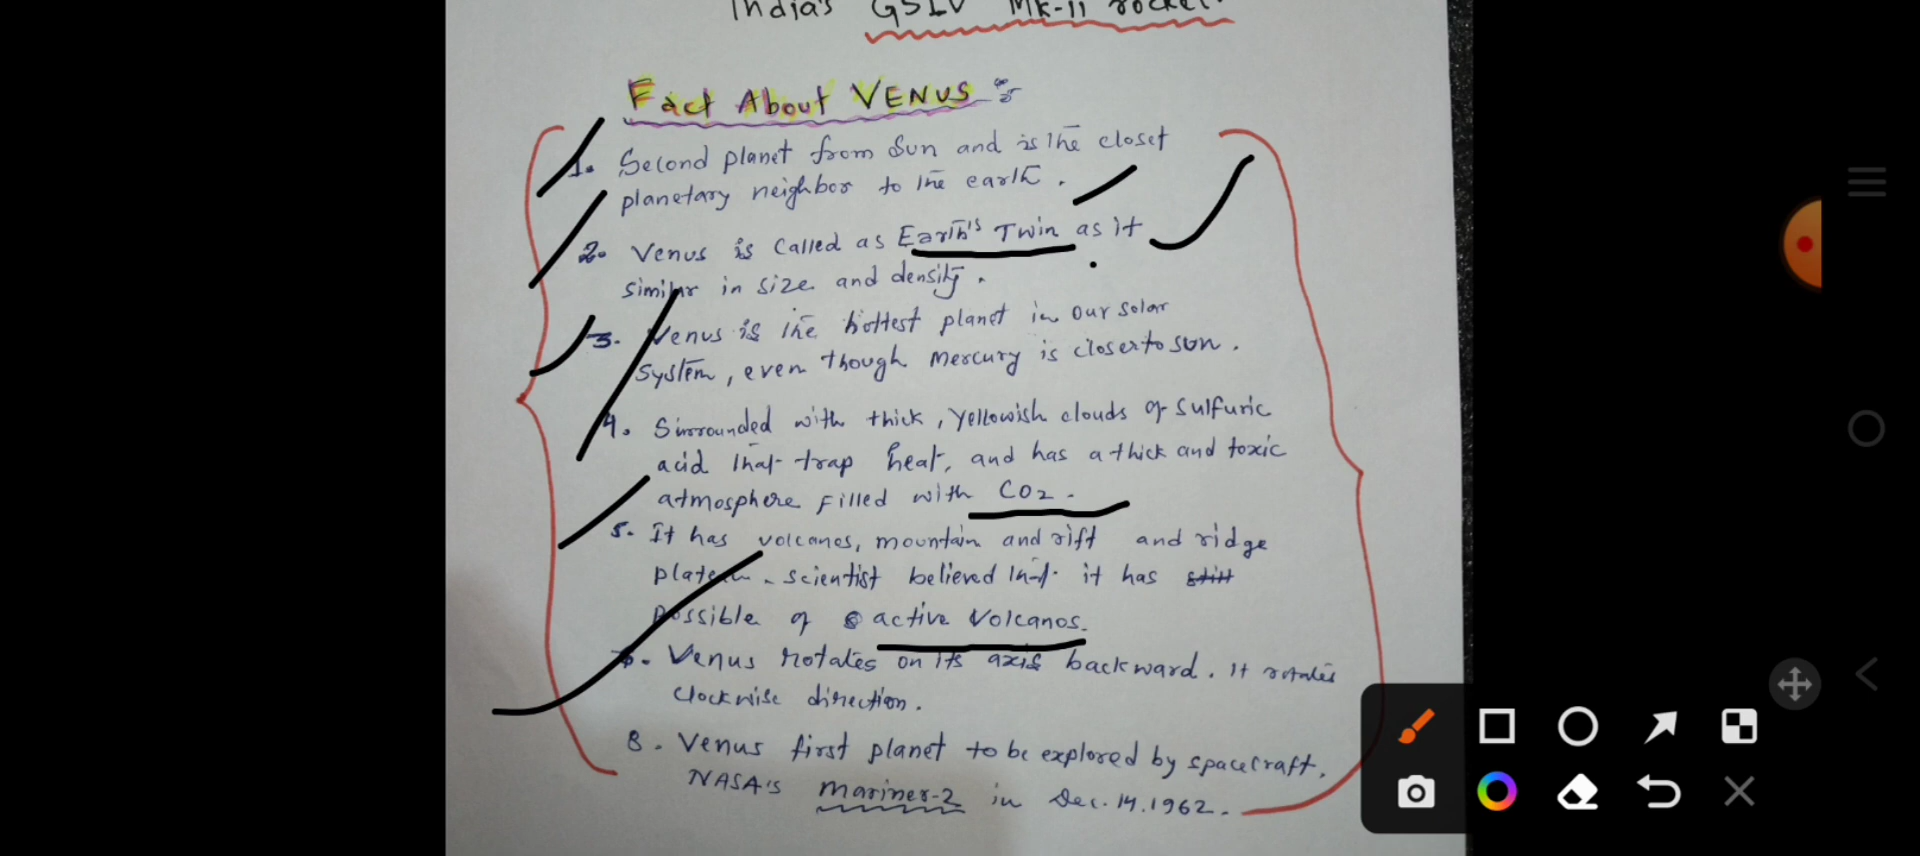 India's GSLV MK-II rocket.
Fact About VENUS :
1. Second planet from Sun and is the closet
planetary neighbor to the earth.
2. Venus is called as Earth's Twin as it
similar in size and density.
3. Venus is the hottest planet in our solar
system, even though mercury is closer to sun.
4. Surrounded with thick, yellowish clouds of sulfuric
acid that trap heat, and has a thick and toxic
atmosphere filled with CO2.
5. It has volcanos, mountain and rift and ridge
plateau. scientist believed that it has still
possible of active volcanos.
6. Venus rotates on its axis backward. it rotates
clockwise direction.
8. Venus first planet to be explored by spacecraft,
NASA's mariner-2 in Dec. 14. 1962.